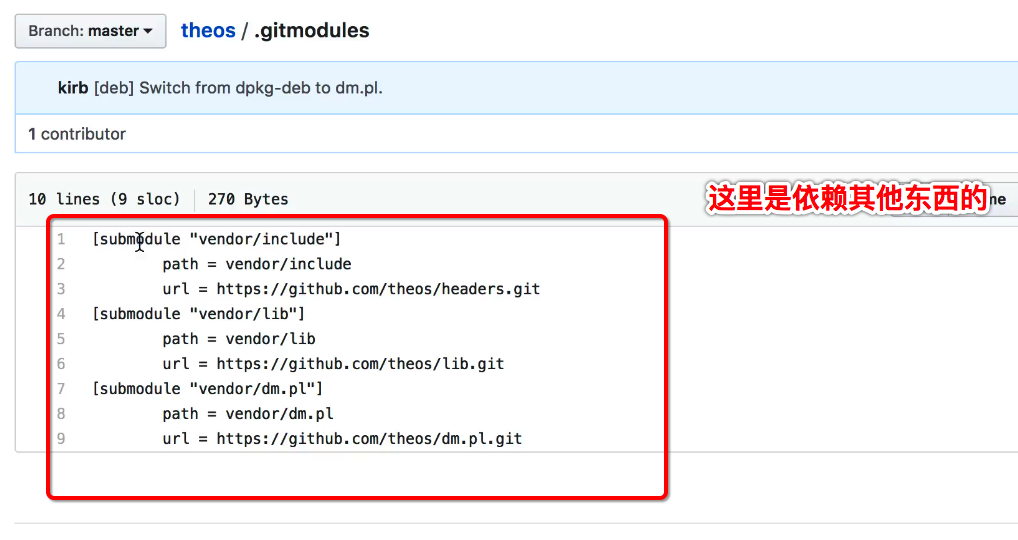 Branch: master
theos / .gitmodules
kirb [deb] Switch from dpkg-deb to dm.pl.
1 contributor
10 lines (9 sloc) 270 Bytes
这里是依赖其他东西的
1 [submodule "vendor/include"]
2 path = vendor/include
3 url = https://github.com/theos/headers.git
4 [submodule "vendor/lib"]
5 path = vendor/lib
6 url = https://github.com/theos/lib.git
7 [submodule "vendor/dm.pl"]
8 path = vendor/dm.pl
9 url = https://github.com/theos/dm.pl.git